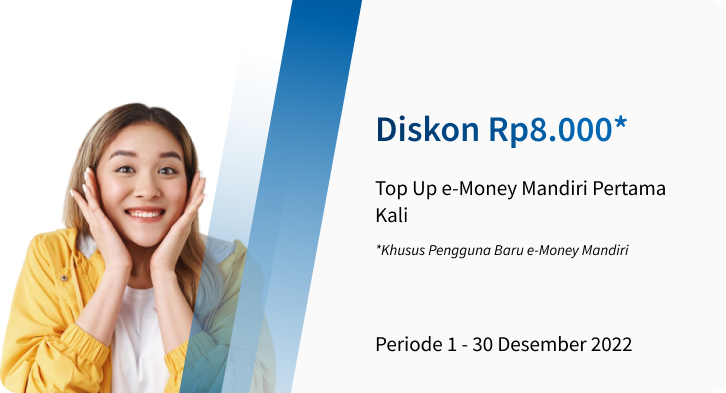 Diskon Rp8.000*
Top Up e-Money Mandiri Pertama
Kali
*Khusus Pengguna Baru e-Money Mandiri
Periode 1 - 30 Desember 2022